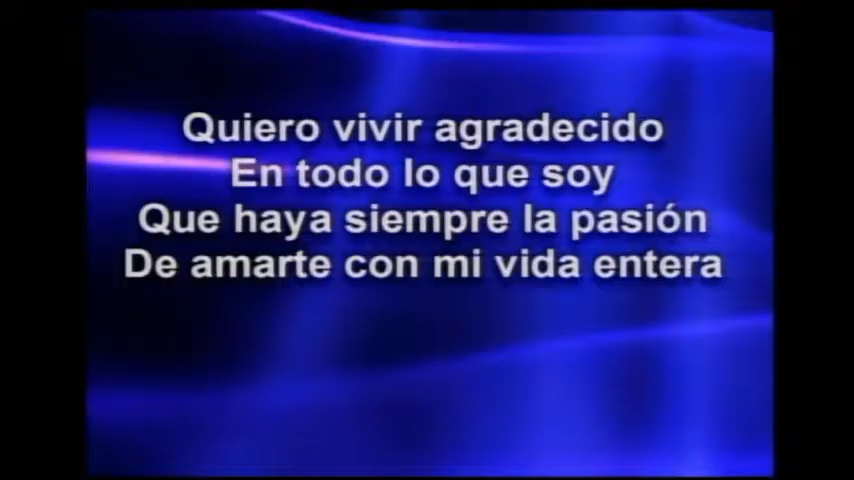 Quiero vivir agradecido
En todo lo que soy
Que haya siempre la pasión
De amarte con mi vida entera